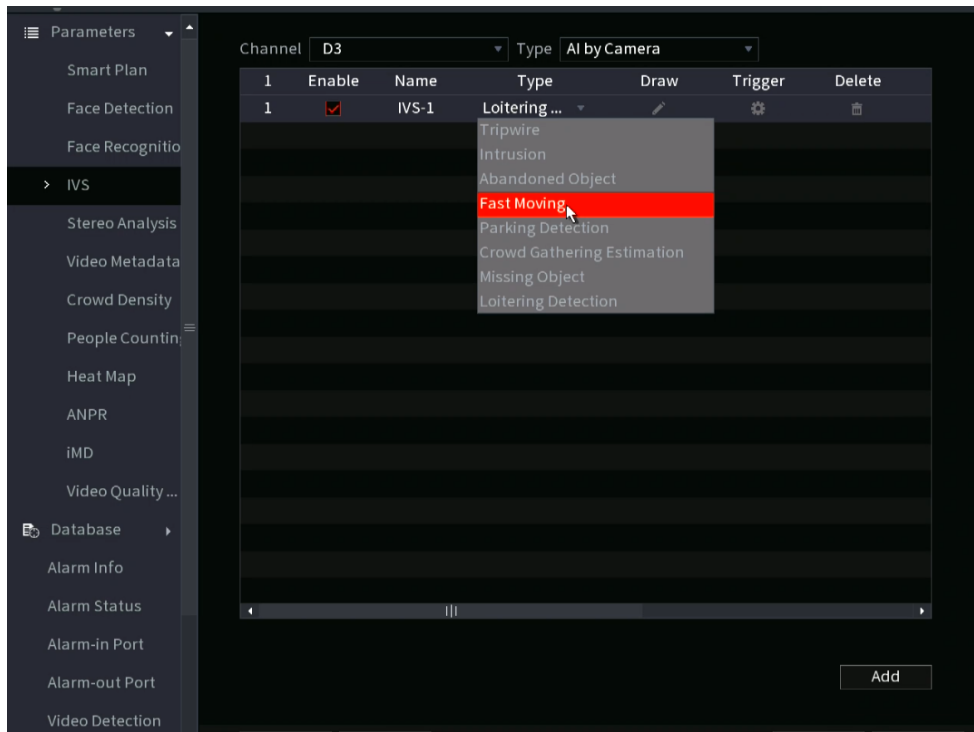 Parameters
Smart Plan
Face Detection
Face Recognitio
IVS
Stereo Analysis
Video Metadata
Crowd Density
People Countin
Heat Map
ANPR
iMD
Video Quality ...
Database
Alarm Info
Alarm Status
Alarm-in Port
Alarm-out Port
Video Detection
Channel D3 Type AI by Camera
1 Enable Name Type Draw Trigger Delete
1 IVS-1 Loitering ...
Tripwire
Intrusion
Abandoned Object
Fast Moving
Parking Detection
Crowd Gathering Estimation
Missing Object
Loitering Detection
Add